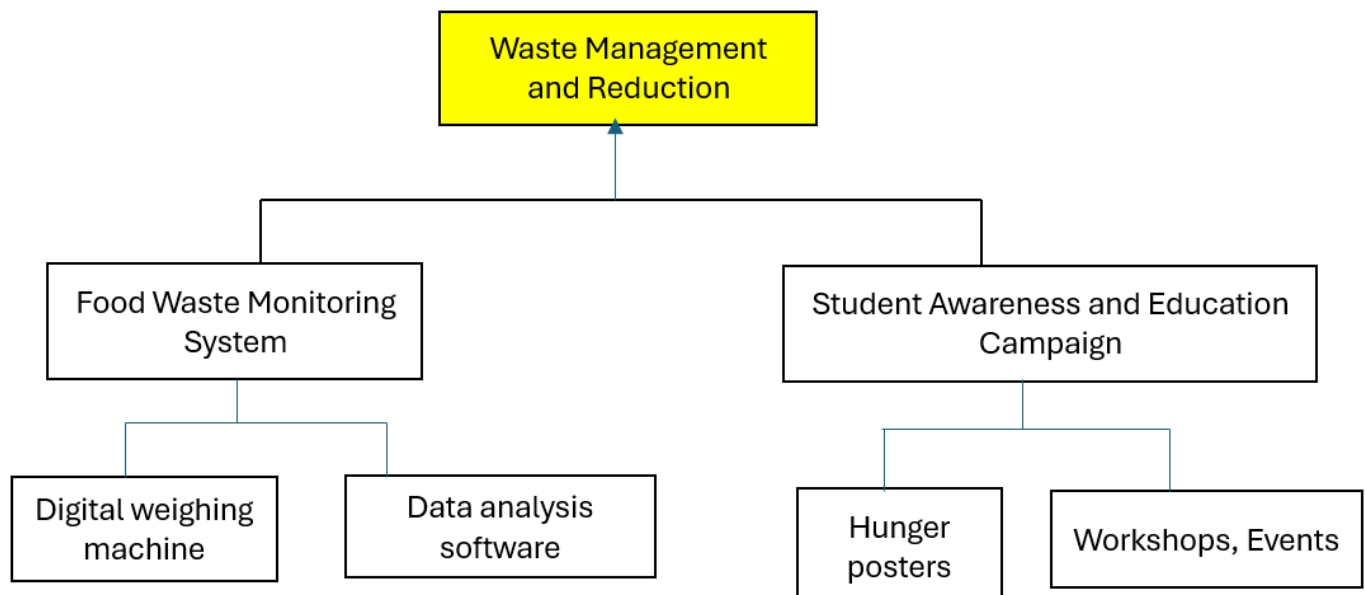 Waste Management
and Reduction
Food Waste Monitoring
System
Student Awareness and Education
Campaign
Digital weighing
machine
Data analysis
software
Hunger
posters
Workshops, Events